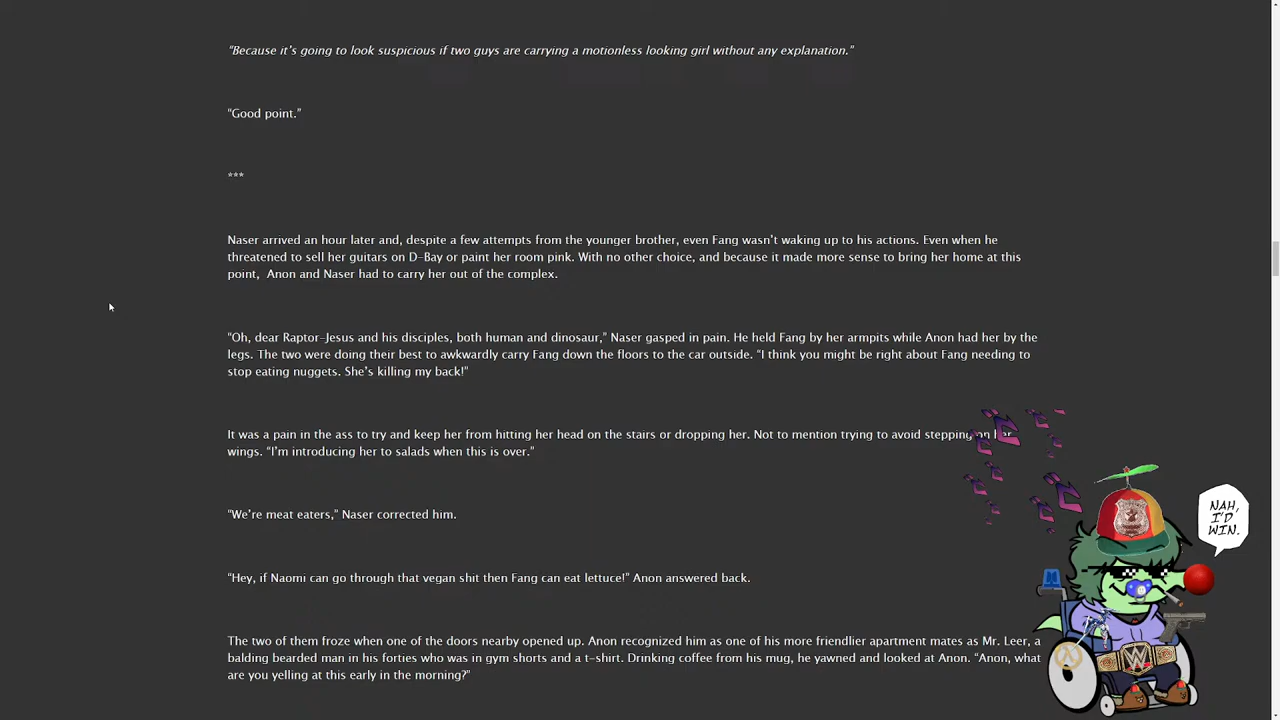 “Because it’s going to look suspicious if two guys are carrying a motionless looking girl without any explanation.”
“Good point.”
***
Naser arrived an hour later and, despite a few attempts from the younger brother, even Fang wasn’t waking up to his actions. Even when he
threatened to sell her guitars on D-Bay or paint her room pink. With no other choice, and because it made more sense to bring her home at this
point,  Anon and Naser had to carry her out of the complex.
“Oh, dear Raptor-Jesus and his disciples, both human and dinosaur,” Naser gasped in pain. He held Fang by her armpits while Anon had her by the
legs. The two were doing their best to awkwardly carry Fang down the floors to the car outside. “I think you might be right about Fang needing to
stop eating nuggets. She’s killing my back!”
It was a pain in the ass to try and keep her from hitting her head on the stairs or dropping her. Not to mention trying to avoid stepping on her
wings. “I’m introducing her to salads when this is over.”
“We’re meat eaters,” Naser corrected him.
“Hey, if Naomi can go through that vegan shit then Fang can eat lettuce!” Anon answered back.
The two of them froze when one of the doors nearby opened up. Anon recognized him as one of his more friendlier apartment mates as Mr. Leer, a
balding bearded man in his forties who was in gym shorts and a t-shirt. Drinking coffee from his mug, he yawned and looked at Anon. “Anon, what
are you yelling at this early in the morning?”
NAH,
I'D
WIN.
W